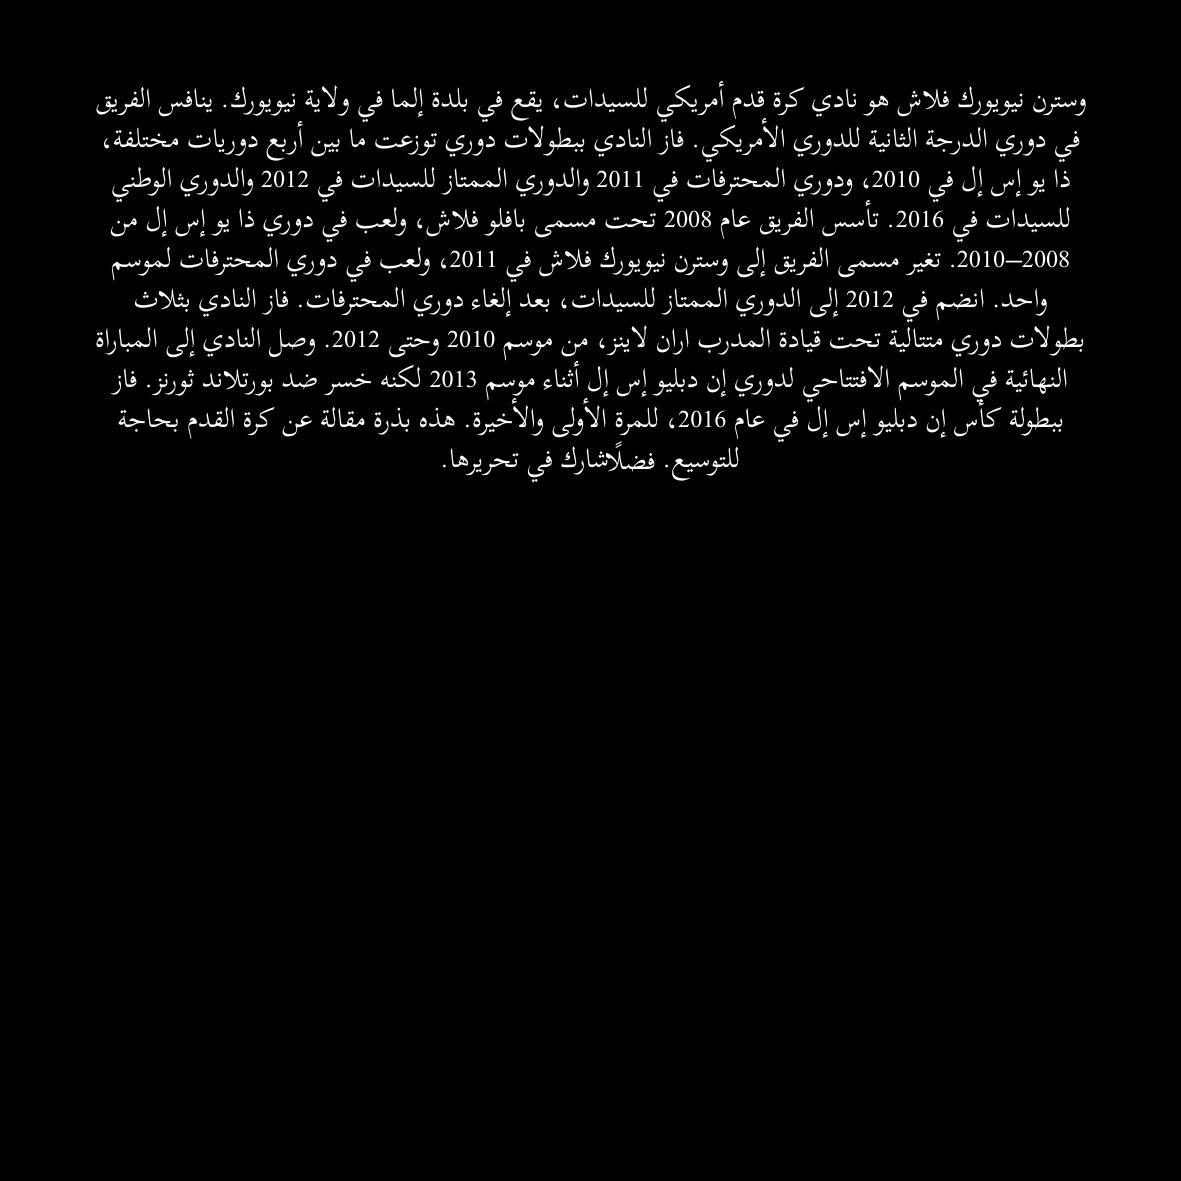 وسترن نيويورك فلاش هو نادي كرة قدم أمريكي للسيدات، يقع في بلدة إلما في ولاية نيويورك. ينافس الفريق
في دوري الدرجة الثانية للدوري الأمريكي. فاز النادي ببطولات دوري توزعت ما بين أربع دوريات مختلفة،
ذا يو إس إل في 2010، ودوري المحترفات في 2011 والدوري الممتاز للسيدات في 2012 والدوري الوطني
للسيدات في 2016. تأسس الفريق عام 2008 تحت مسمى بافلو فلاش، ولعب في دوري ذا يو إس إل من
2008–2010. تغير مسمى الفريق إلى وسترن نيويورك فلاش في 2011، ولعب في دوري المحترفات لموسم
واحد. انضم في 2012 إلى الدوري الممتاز للسيدات، بعد إلغاء دوري المحترفات. فاز النادي بثلاث
بطولات دوري متتالية تحت قيادة المدرب اران لاينز، من موسم 2010 وحتى 2012. وصل النادي إلى المباراة
النهائية في الموسم الافتتاحي لدوري إن دبليو إس إل أثناء موسم 2013 لكنه خسر ضد بورتلاند ثورنز. فاز
ببطولة كأس إن دبليو إس إل في عام 2016، للمرة الأولى والأخيرة. هذه بذرة مقالة عن كرة القدم بحاجة
للتوسيع. فضلًاشارك في تحريرها.